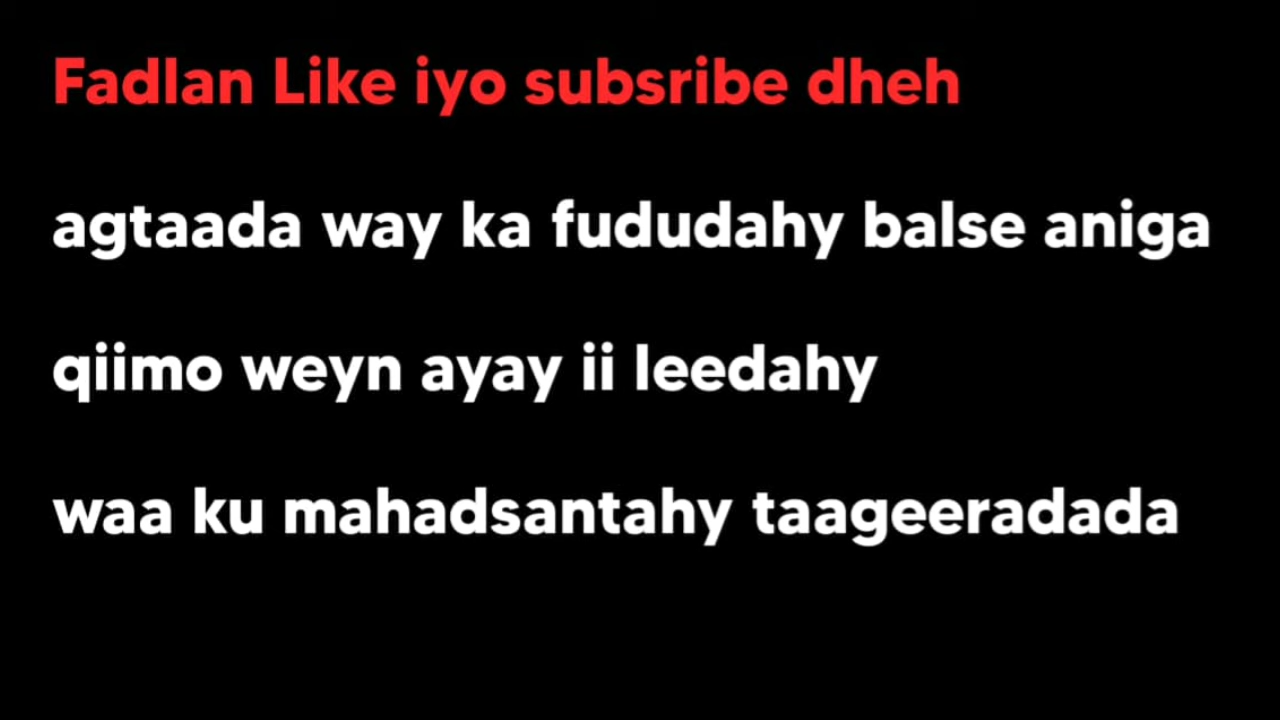 Fadlan Like iyo subsribe dheh
agtaada way ka fududahy balse aniga
qiimo weyn ayay ii leedahy
waa ku mahadsantahy taageeradada